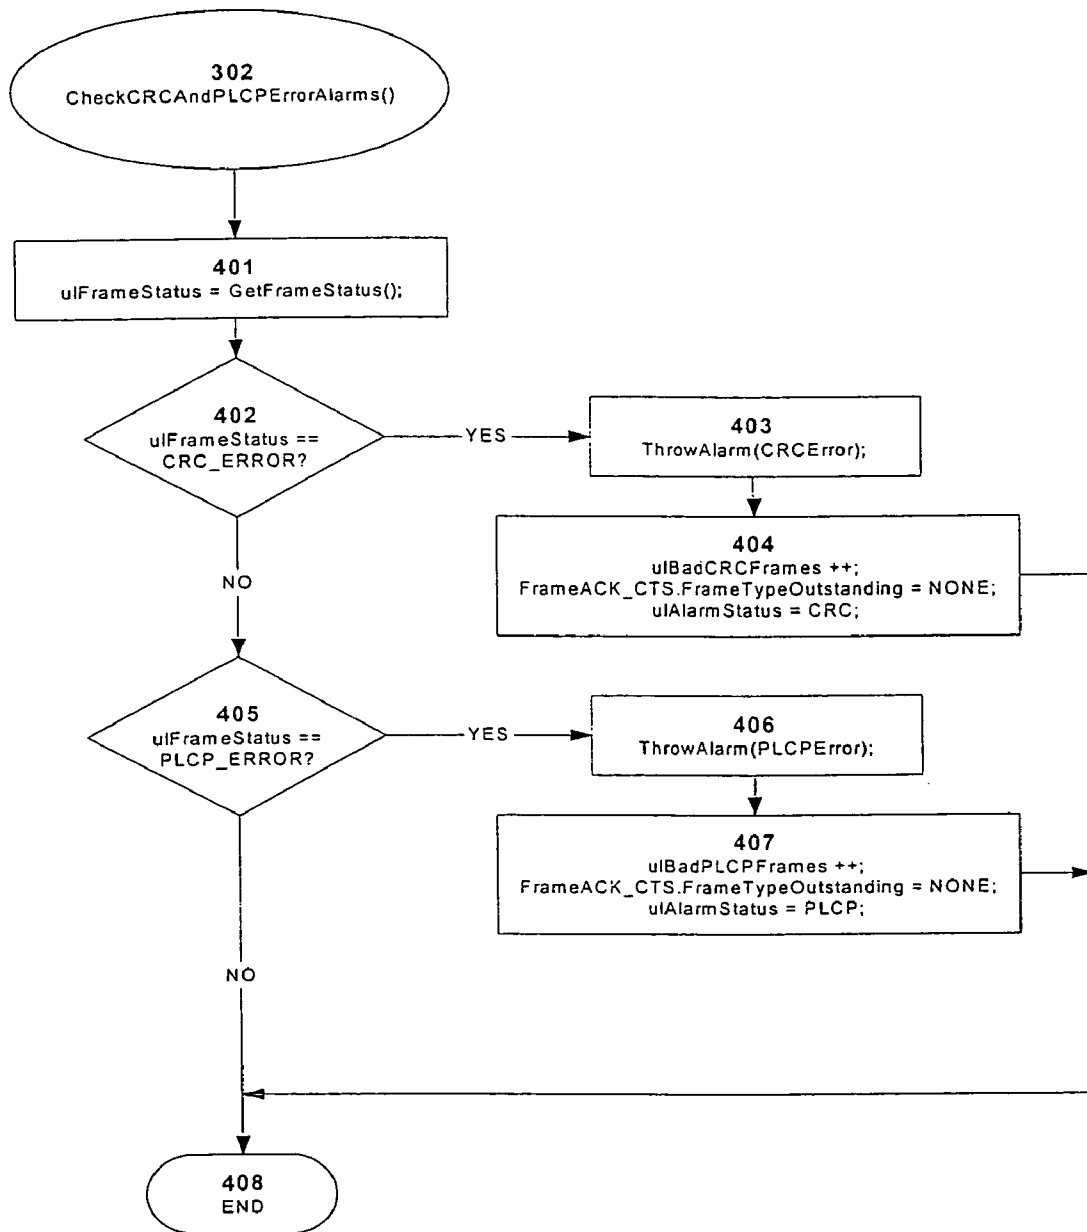 302
CheckCRCAndPLCPErrorAlarms()
401
ulFrameStatus = GetFrameStatus();
402
ulFrameStatus ==
CRC_ERROR?
YES
403
ThrowAlarm(CRCError);
404
ulBadCRCFrames ++;
FrameACK_CTS.FrameTypeOutstanding = NONE;
ulAlarmStatus = CRC;
NO
405
ulFrameStatus ==
PLCP_ERROR?
YES
406
ThrowAlarm(PLCPError);
407
ulBadPLCPFrames ++;
FrameACK_CTS.FrameTypeOutstanding = NONE;
ulAlarmStatus = PLCP;
NO
408
END